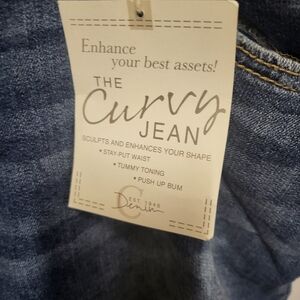 Enhance
your best assets!
THE
Curvy
JEAN
SCULPTS AND ENHANCES YOUR SHAPE
• STAY-PUT WAIST
• TUMMY TONING
• PUSH UP BUM
C
EST 1948
Denim